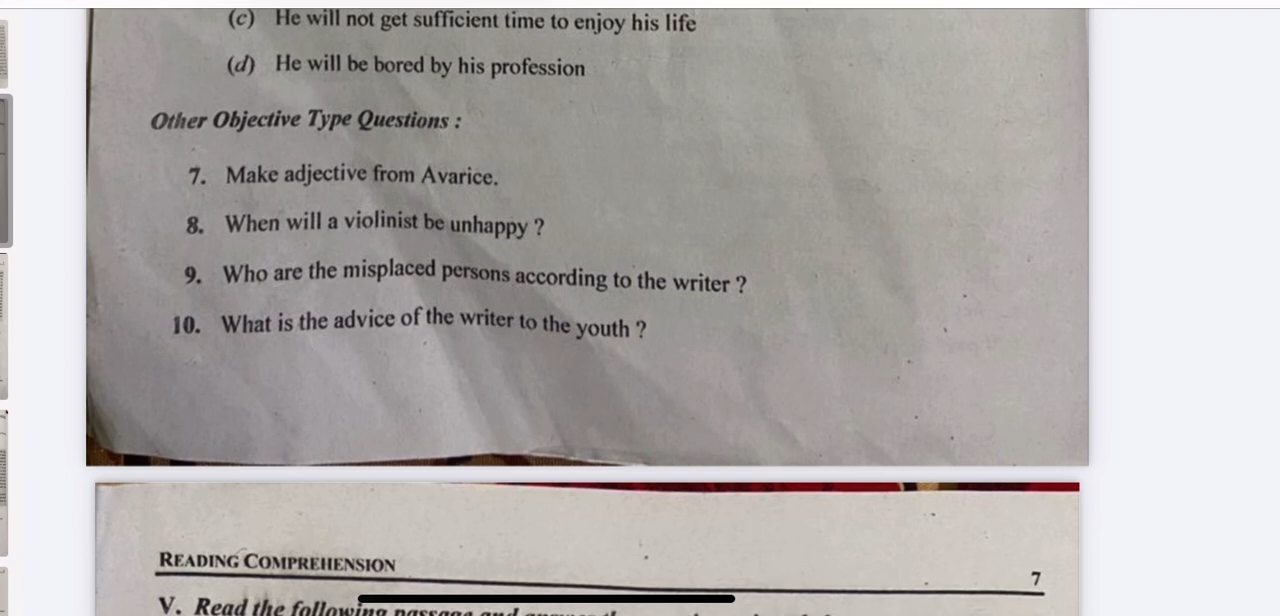 (c) He will not get sufficient time to enjoy his life
(d) He will be bored by his profession
Other Objective Type Questions :
7. Make adjective from Avarice.
8. When will a violinist be unhappy ?
9. Who are the misplaced persons according to the writer ?
10. What is the advice of the writer to the youth ?
READING COMPREHENSION
7
V. Read the following passage and